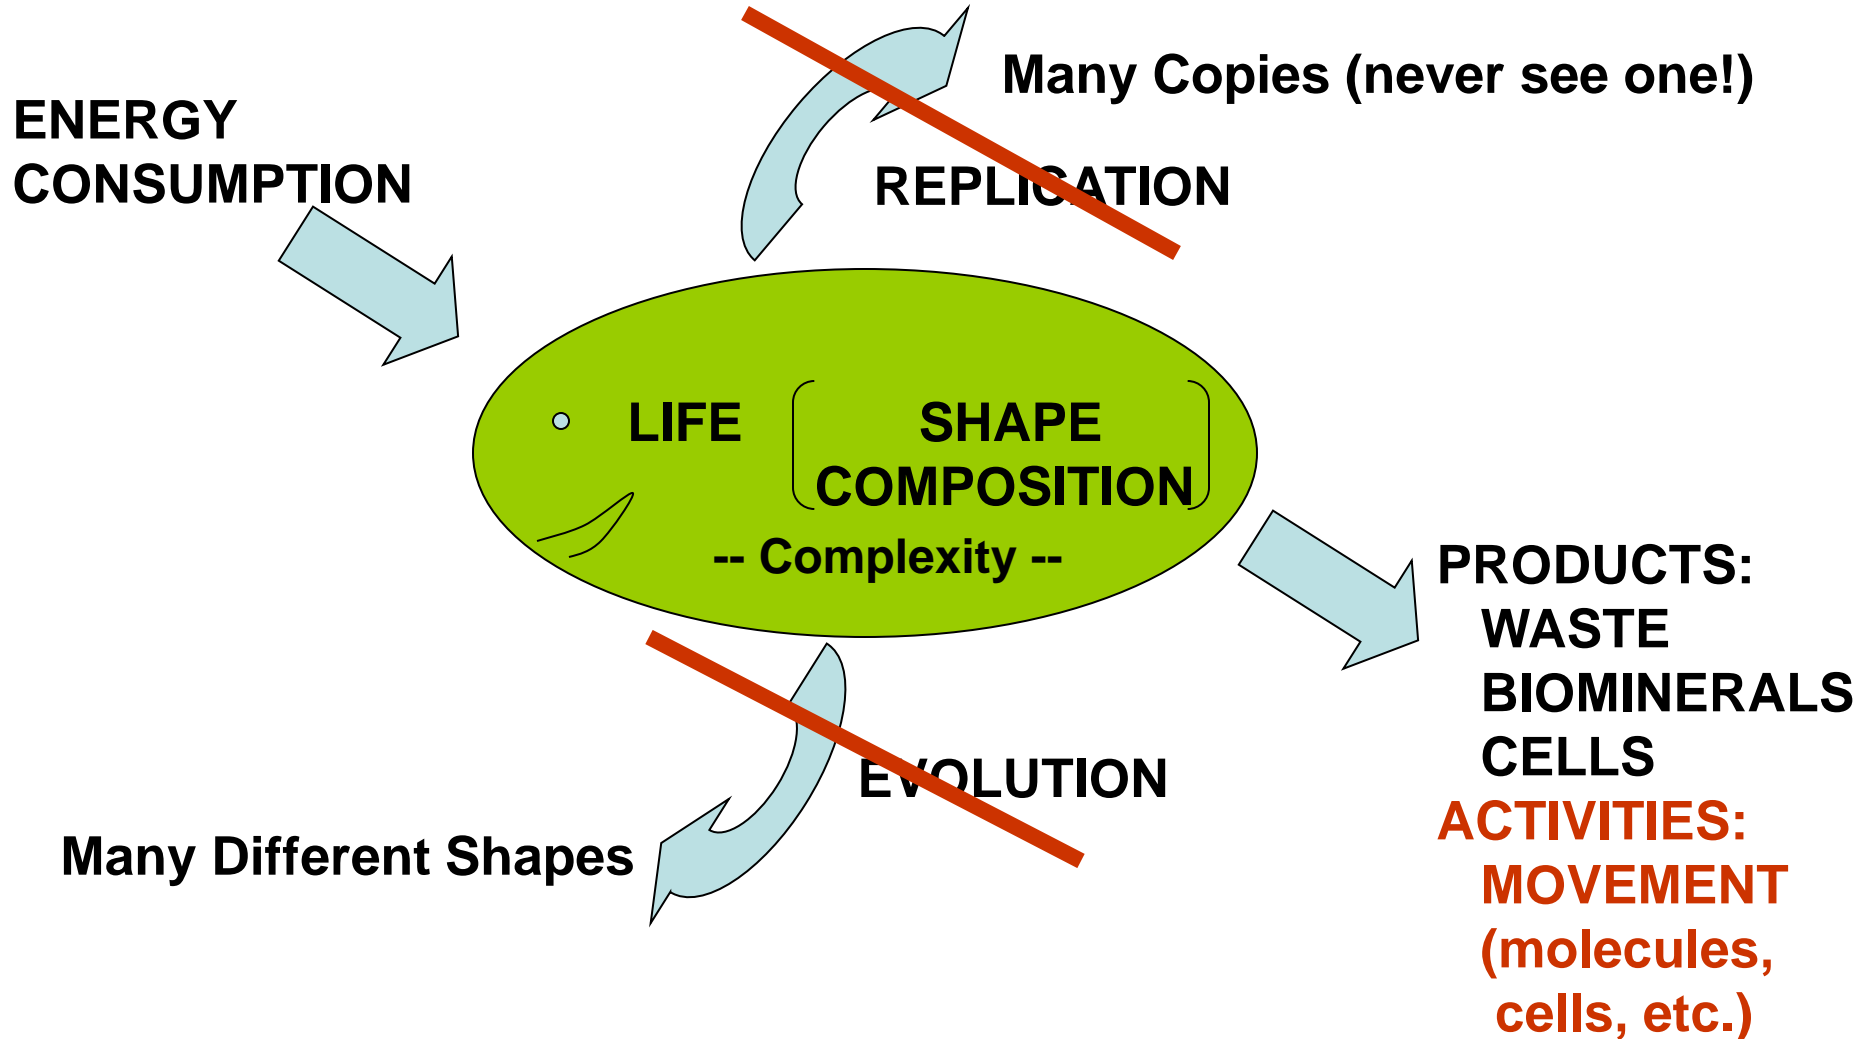 Many Copies (never see one!)
ENERGY
CONSUMPTION
REPLICATION
LIFE
SHAPE
COMPOSITION
-- Complexity --
PRODUCTS:
WASTE
BIOMINERALS
CELLS
ACTIVITIES:
MOVEMENT
(molecules,
cells, etc.)
EVOLUTION
Many Different Shapes